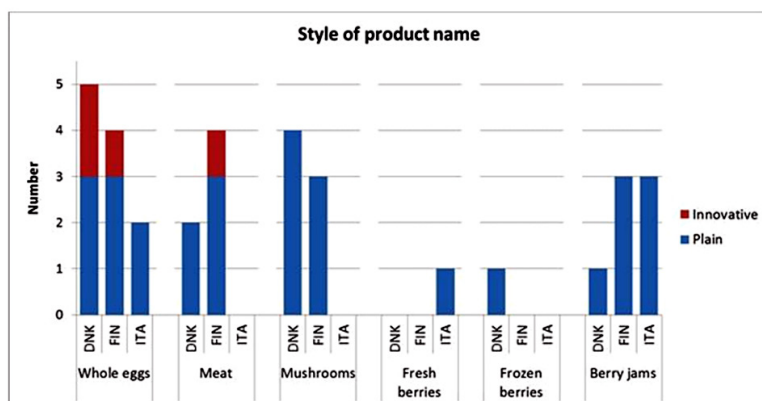 Style of product name
Number
5
4
3
2
1
0
Innovative
Plain
DNK FIN ITA DNK FIN ITA DNK FIN ITA DNK FIN ITA DNK FIN ITA DNK FIN ITA
Whole eggs Meat Mushrooms Fresh Frozen Berry jams
berries berries